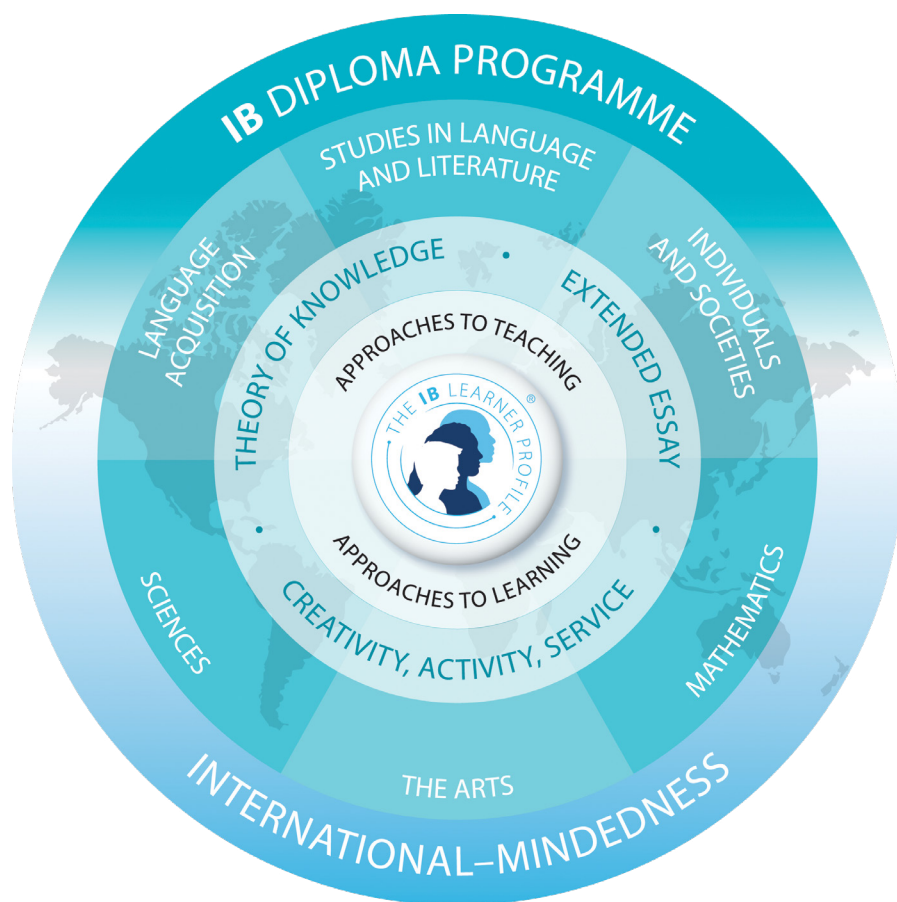 IB DIPLOMA PROGRAMME
STUDIES IN LANGUAGE
AND LITERATURE
LANGUAGE
ACQUISITION
INDIVIDUALS
AND SOCIETIES
THEORY OF KNOWLEDGE
•
EXTENDED ESSAY
•
•
APPROACHES TO TEACHING
THE IB LEARNER PROFILE
®
APPROACHES TO LEARNING
CREATIVITY, ACTIVITY, SERVICE
SCIENCES
MATHEMATICS
THE ARTS
INTERNATIONAL–MINDEDNESS